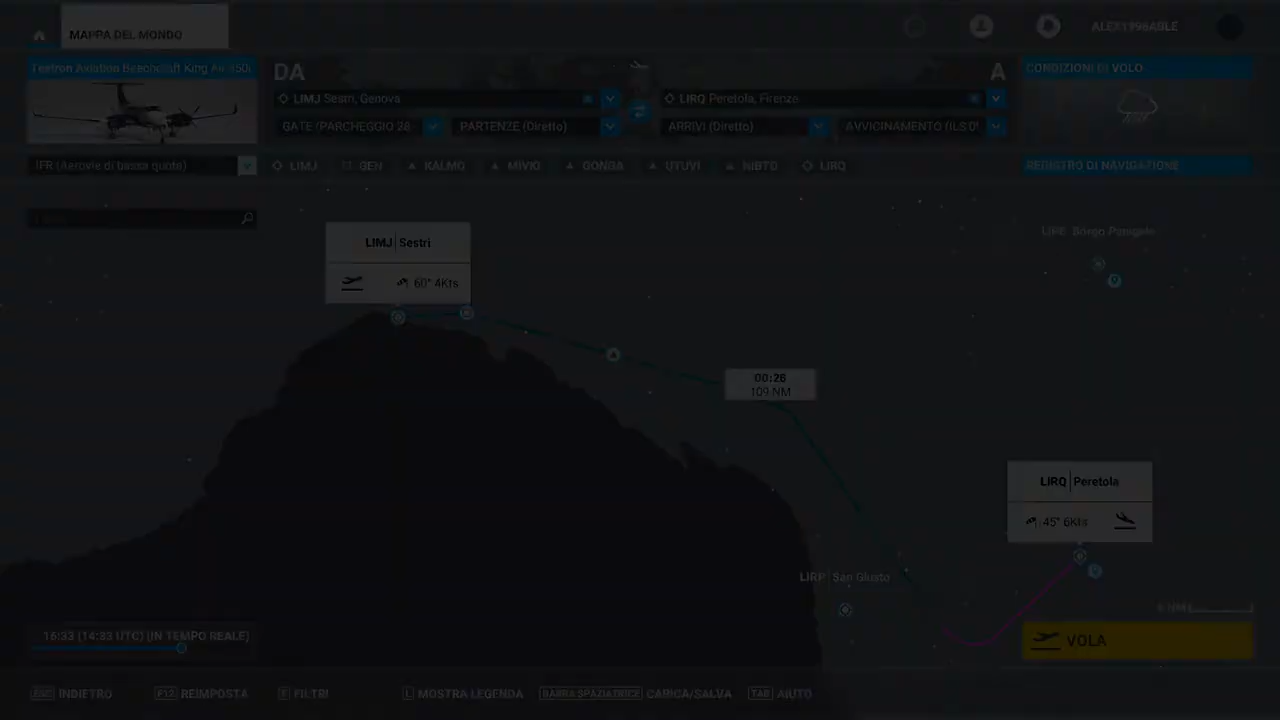 MAPPA DEL MONDO
ALEX1996ABLE
Textron Aviation Beechcraft King Air 350i
DA
A
CONDIZIONI DI VOLO
LIMJ Sestri, Genova
LIRQ Peretola, Firenze
GATE (PARCHEGGIO 28
PARTENZE (Diretto)
ARRIVI (Diretto)
AVVICINAMENTO (ILS 0
IFR (Aerovie di bassa quota)
LIMJ
GEN
KALMO
MIVIO
GONGA
UTUVI
NIBTO
LIRQ
REGISTRO DI NAVIGAZIONE
LIMJ Sestri
60° 4Kts
LIPE Borgo Panigale
00:26
109 NM
LIRQ Peretola
45° 6Kts
LIRP San Giusto
16:33 (14:33 UTC) (IN TEMPO REALE)
VOLA
ESC INDIETRO
F12 REIMPOSTA
F FILTRI
L MOSTRA LEGENDA
BARRA SPAZIATRICE CARICA/SALVA
TAB AIUTO